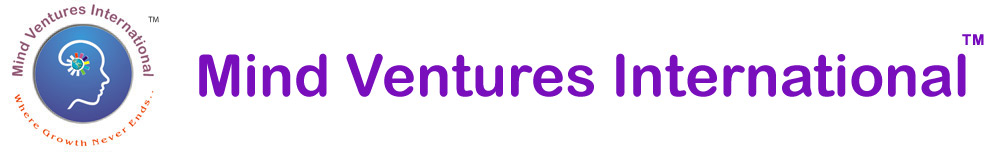 Mind Ventures International
TM
Where Growth Never Ends..
Mind Ventures International
TM